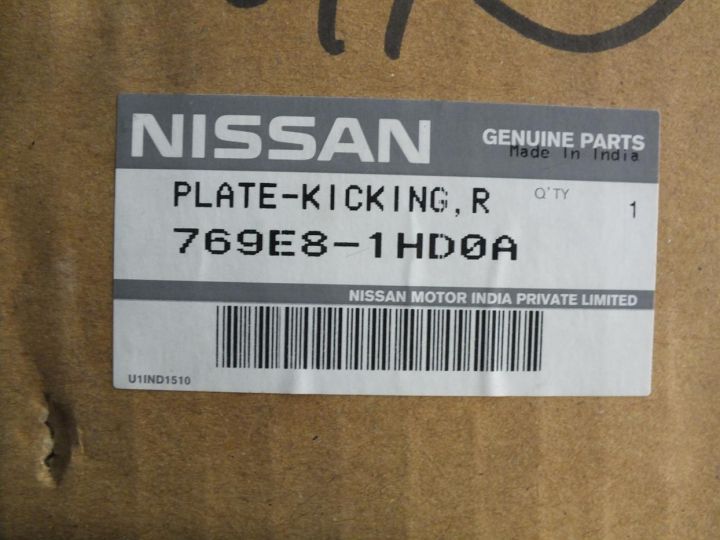 NISSAN
GENUINE PARTS
Made In India
PLATE-KICKING,R
Q'TY
1
769E8-1HD0A
NISSAN MOTOR INDIA PRIVATE LIMITED
U1IND1510